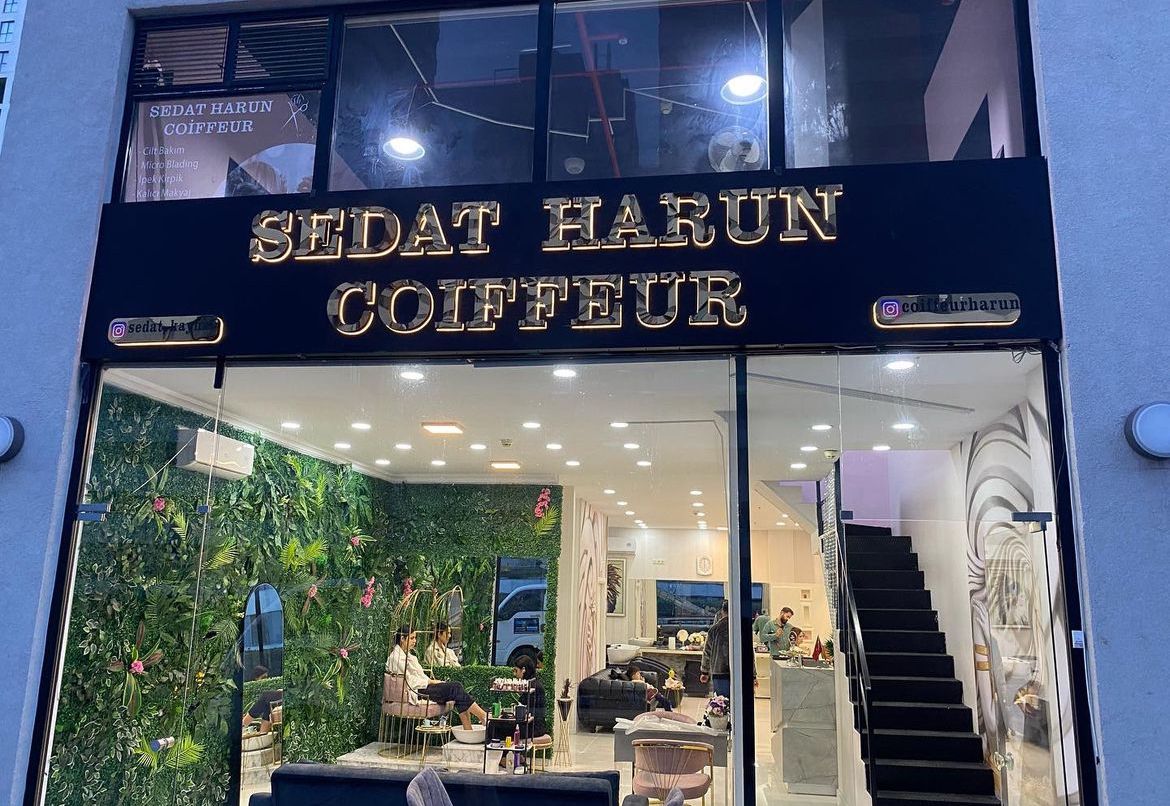 SEDAT HARUN
COİFFEUR
- Cilt Bakım
- Micro Blading
- İpek Kirpik
- Kalıcı Makyaj
SEDAT HARUN
COIFFEUR
coiffeurharun